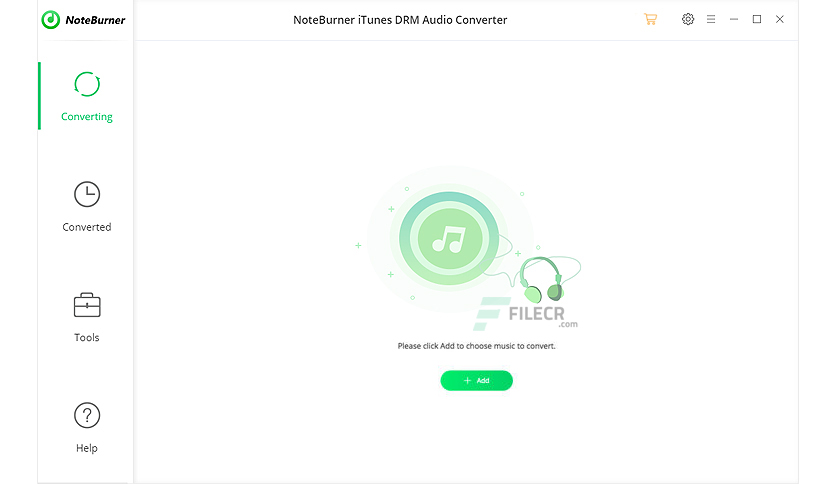 NoteBurner
NoteBurner iTunes DRM Audio Converter
Converting
Converted
Tools
Help
FILECR
.com
Please click Add to choose music to convert.
+ Add